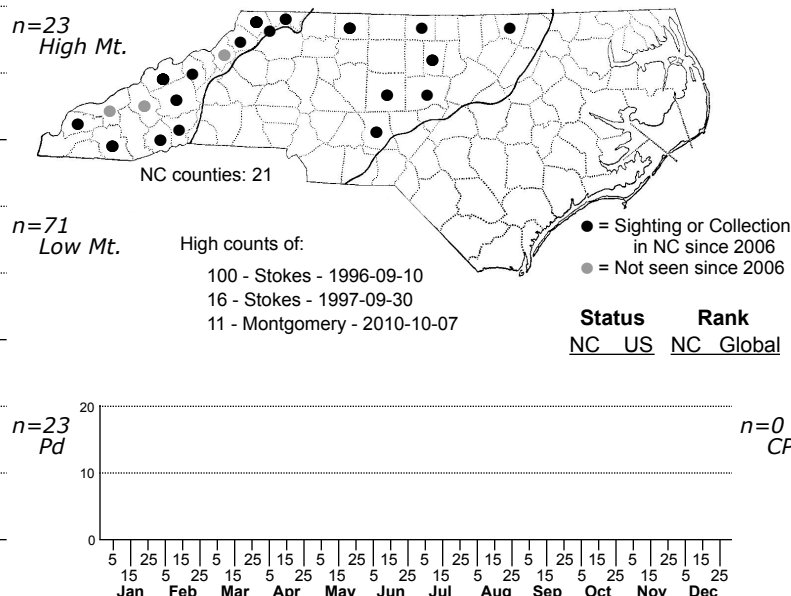 n=23
High Mt.
NC counties: 21
n=71
Low Mt.
High counts of:
100 - Stokes - 1996-09-10
16 - Stokes - 1997-09-30
11 - Montgomery - 2010-10-07
= Sighting or Collection
in NC since 2006
= Not seen since 2006
Status Rank
NC US NC Global
n=23
Pd
n=0
CP
20
10
0
5 25 15 5 25 15 5 25 15 5 25 15 5 25 15 5 25 15
15 5 25 15 5 25 15 5 25 15 5 25 15 5 25 15 5 25
Jan Feb Mar Apr May Jun Jul Aug Sep Oct Nov Dec